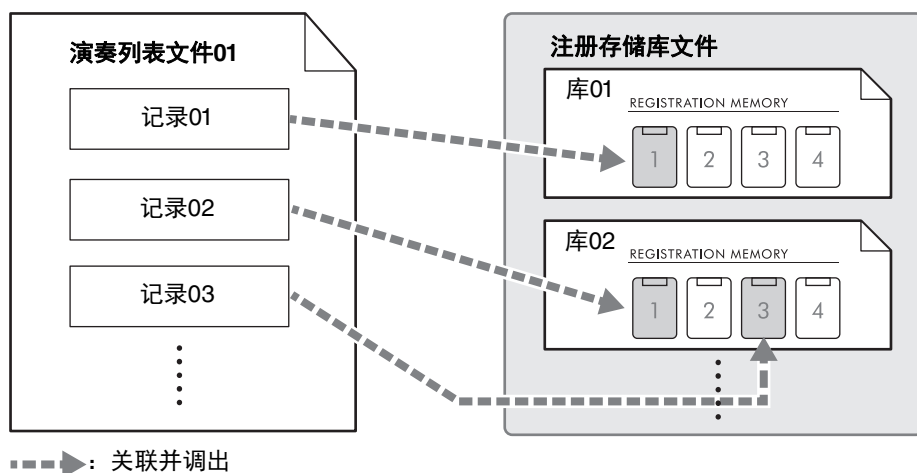 演奏列表文件01
记录01
记录02
记录03
注册存储库文件
库01
REGISTRATION MEMORY
1 2 3 4
库02
REGISTRATION MEMORY
1 2 3 4
：关联并调出